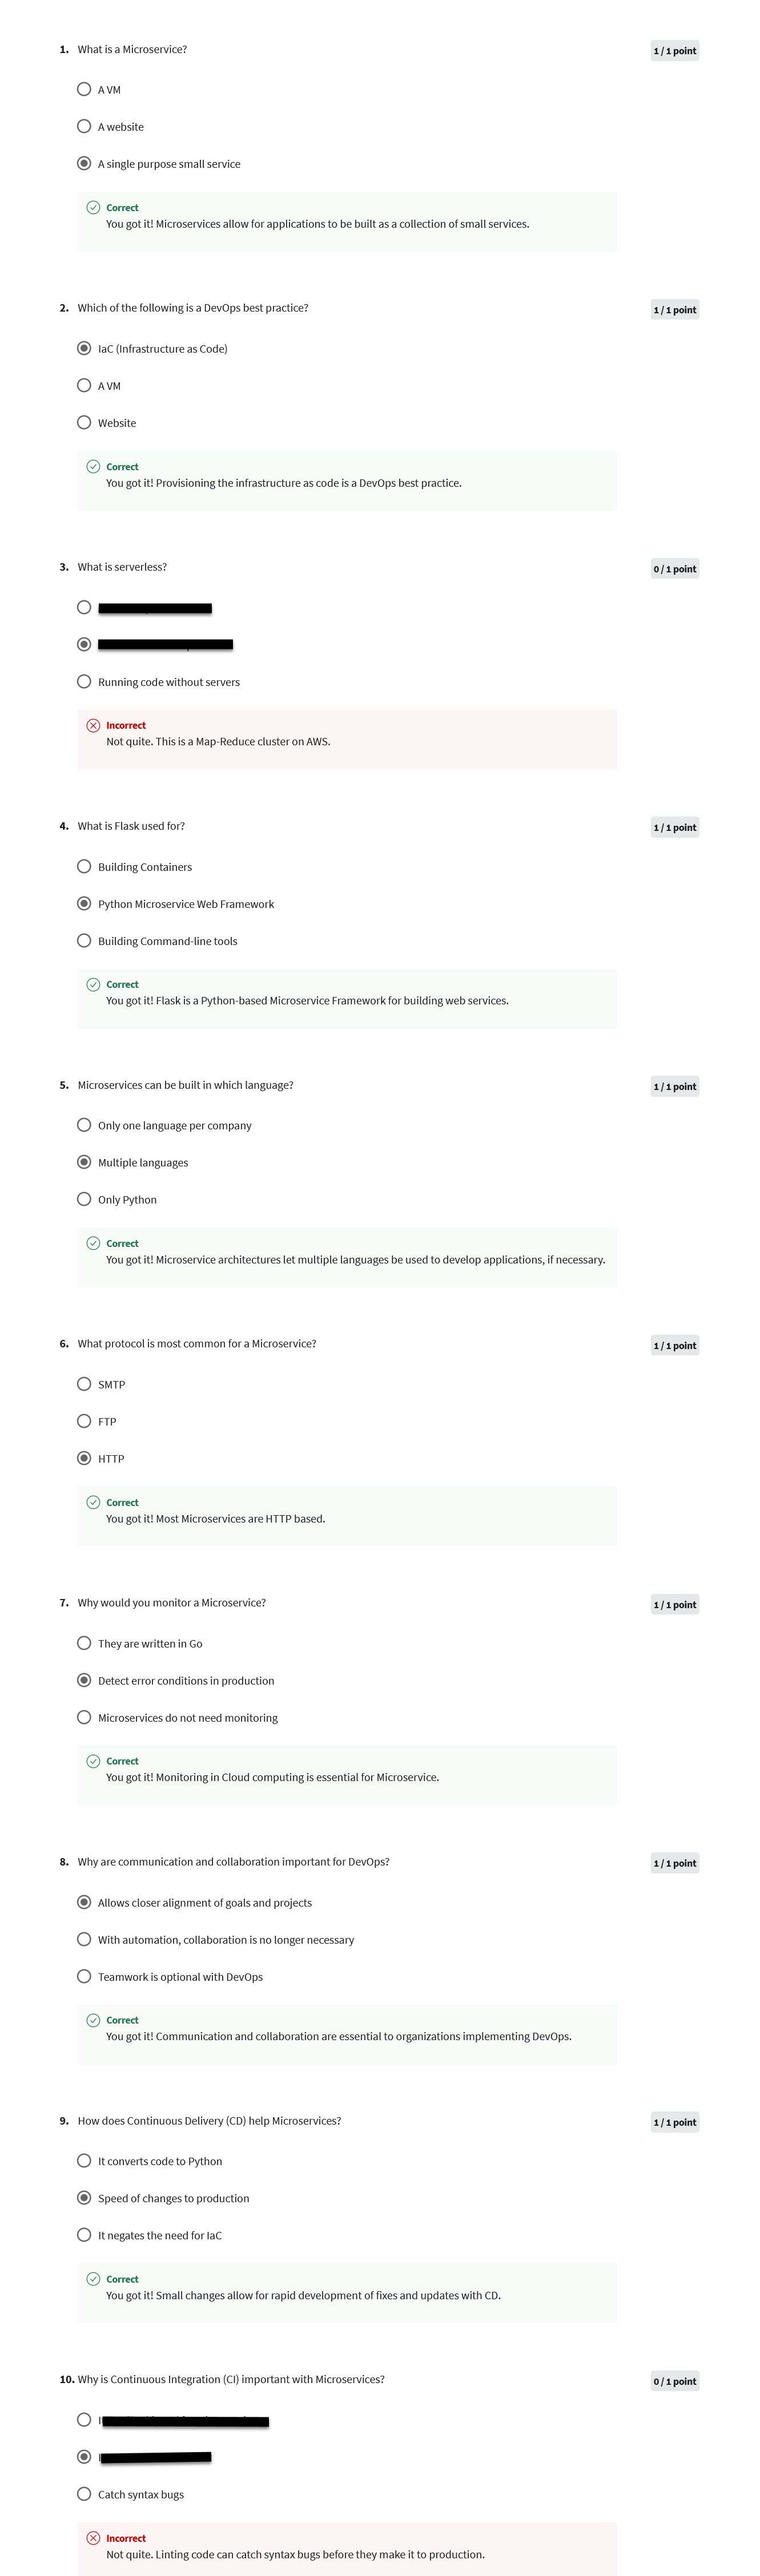 1. What is a Microservice?
1 / 1 point
A VM
A website
A single purpose small service
Correct
You got it! Microservices allow for applications to be built as a collection of small services.
2. Which of the following is a DevOps best practice?
1 / 1 point
IaC (Infrastructure as Code)
A VM
Website
Correct
You got it! Provisioning the infrastructure as code is a DevOps best practice.
3. What is serverless?
0 / 1 point
Running code without servers
Incorrect
Not quite. This is a Map-Reduce cluster on AWS.
4. What is Flask used for?
1 / 1 point
Building Containers
Python Microservice Web Framework
Building Command-line tools
Correct
You got it! Flask is a Python-based Microservice Framework for building web services.
5. Microservices can be built in which language?
1 / 1 point
Only one language per company
Multiple languages
Only Python
Correct
You got it! Microservice architectures let multiple languages be used to develop applications, if necessary.
6. What protocol is most common for a Microservice?
1 / 1 point
SMTP
FTP
HTTP
Correct
You got it! Most Microservices are HTTP based.
7. Why would you monitor a Microservice?
1 / 1 point
They are written in Go
Detect error conditions in production
Microservices do not need monitoring
Correct
You got it! Monitoring in Cloud computing is essential for Microservice.
8. Why are communication and collaboration important for DevOps?
1 / 1 point
Allows closer alignment of goals and projects
With automation, collaboration is no longer necessary
Teamwork is optional with DevOps
Correct
You got it! Communication and collaboration are essential to organizations implementing DevOps.
9. How does Continuous Delivery (CD) help Microservices?
1 / 1 point
It converts code to Python
Speed of changes to production
It negates the need for IaC
Correct
You got it! Small changes allow for rapid development of fixes and updates with CD.
10. Why is Continuous Integration (CI) important with Microservices?
0 / 1 point
Catch syntax bugs
Incorrect
Not quite. Linting code can catch syntax bugs before they make it to production.